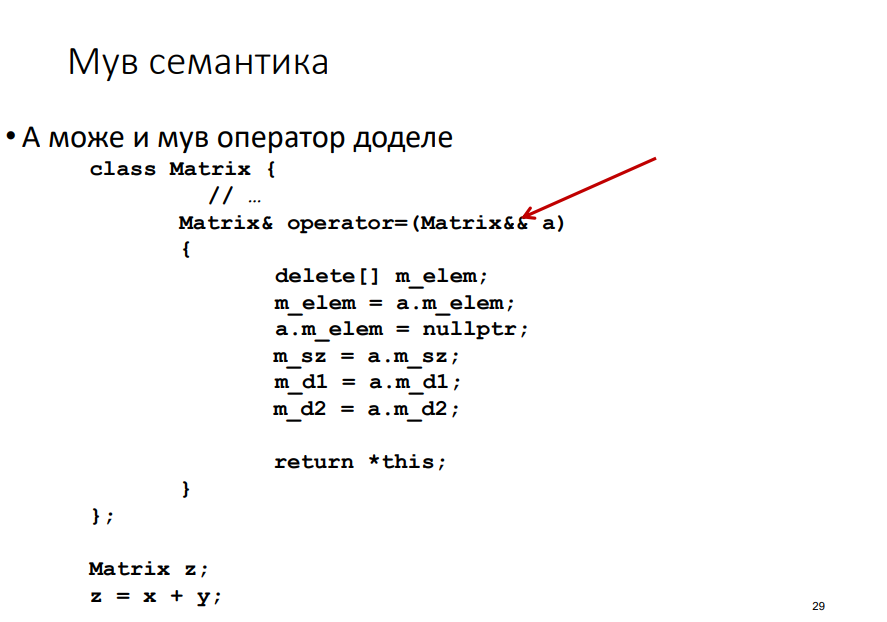 Мув семантика
•А може и мув оператор доделе
class Matrix {
// …
Matrix& operator=(Matrix&& a)
{
delete[] m_elem;
m_elem = a.m_elem;
a.m_elem = nullptr;
m_sz = a.m_sz;
m_d1 = a.m_d1;
m_d2 = a.m_d2;
return *this;
}
};
Matrix z;
z = x + y;
29